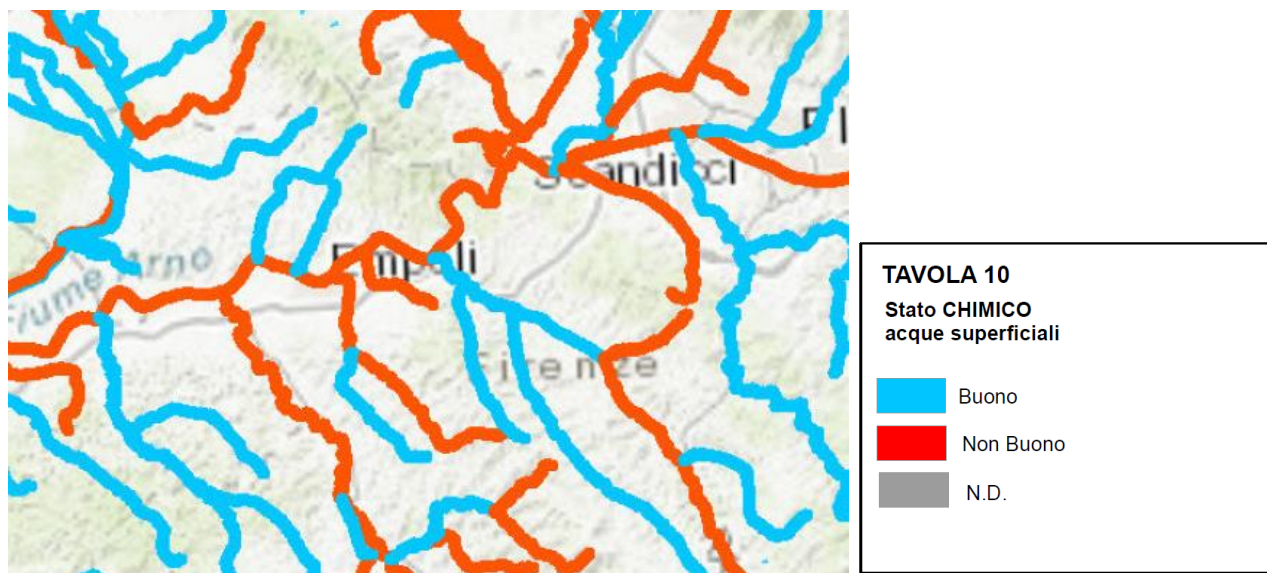 Scandicci
Empoli
Fiume Arno
Firenze
TAVOLA 10
Stato CHIMICO
acque superficiali
Buono
Non Buono
N.D.